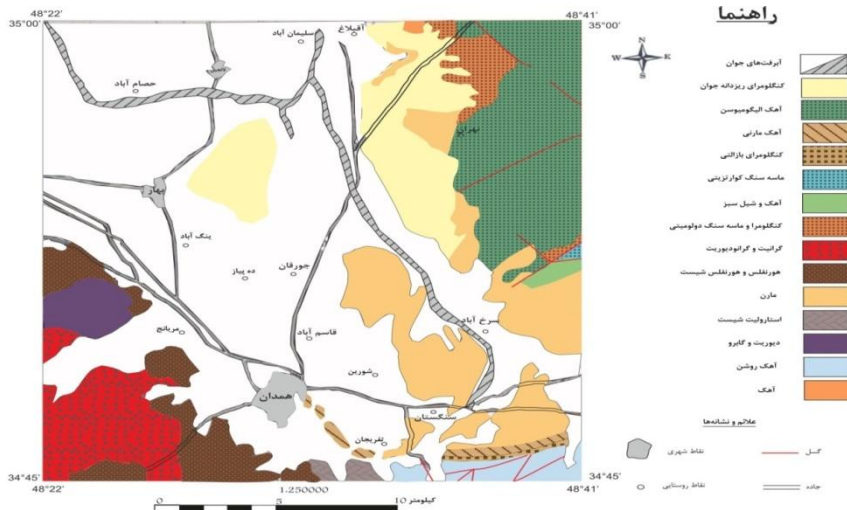 راهنما
48°22'
48°41'
35°00'
35°00'
آقبلاغ
سلیمان آباد
حصام آباد
بهار
ینگ آباد
ده پیاز
جورقان
بهران
سرخ آباد
قاسم آباد
مریانج
شورین
همدان
سنگستان
تفریجان
34°45'
34°45'
48°22'
48°41'
N
W
E
S
آبرفت‌های جوان
کنگلومرای ریزدانه جوان
آهک الیگومیوسن
آهک مارنی
کنگلومرای بازالتی
ماسه سنگ کوارتزیتی
آهک و شیل سبز
کنگلومرا و ماسه سنگ دولومیتی
گرانیت و گرانودیوریت
هورنفلس و هورنفلس شیست
مارن
استارولیت شیست
دیوریت و گابرو
آهک روشن
آهک
علائم و نشانه‌ها
نقاط شهری
گسل
نقاط روستایی
جاده
1.250000
0
5
10 کیلومتر